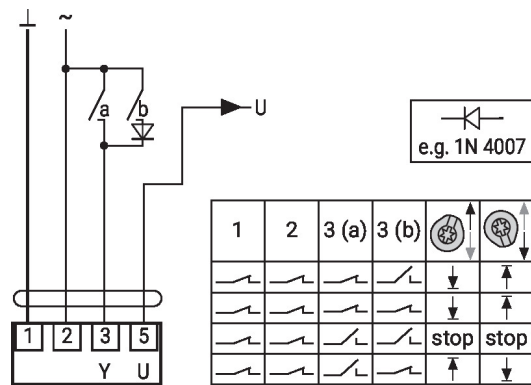 ~
a b
U
e.g. 1N 4007
1 2 3 (a) 3 (b)
stop stop
1 2 3 5
Y U